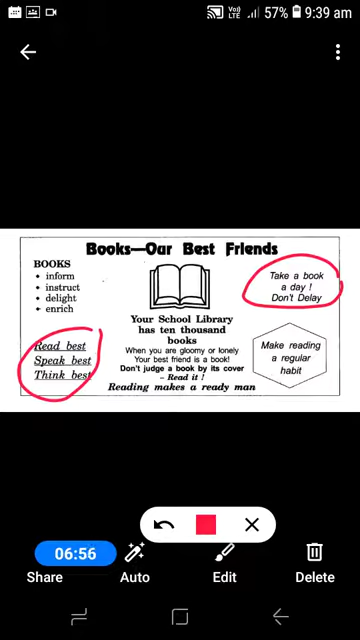 Vo)) LTE 57% 9:39 am
Books—Our Best Friends
BOOKS
• inform
• instruct
• delight
• enrich
Read best
Speak best
Think best
Your School Library
has ten thousand
books
When you are gloomy or lonely
Your best friend is a book!
Don't judge a book by its cover
– Read it !
Reading makes a ready man
Take a book
a day !
Don't Delay
Make reading
a regular
habit
06:56
Share
Auto
Edit
Delete